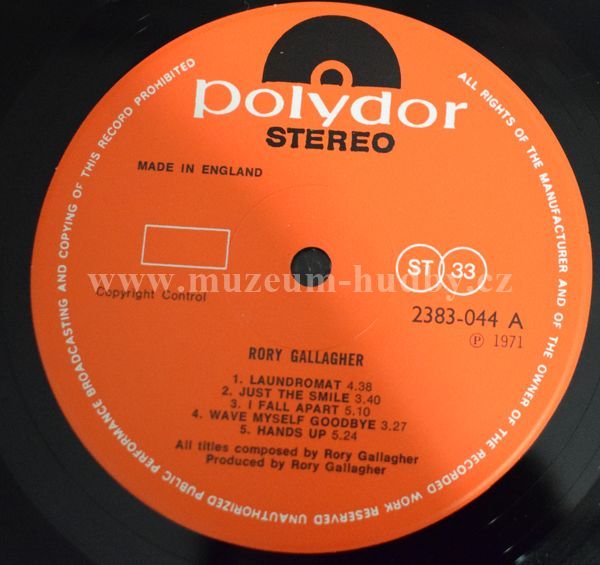 polydor
STEREO
MADE IN ENGLAND
Copyright Control
ST 33
2383-044 A
℗ 1971
www.muzeum-hudby.cz
RORY GALLAGHER
1. LAUNDROMAT 4.38
2. JUST THE SMILE 3.40
3. I FALL APART 5.10
4. WAVE MYSELF GOODBYE 3.27
5. HANDS UP 5.24
All titles composed by Rory Gallagher
Produced by Rory Gallagher
ALL RIGHTS OF THE MANUFACTURER AND OF THE OWNER OF THE RECORDED WORK RESERVED UNAUTHORIZED PUBLIC PERFORMANCE BROADCASTING AND COPYING OF THIS RECORD PROHIBITED